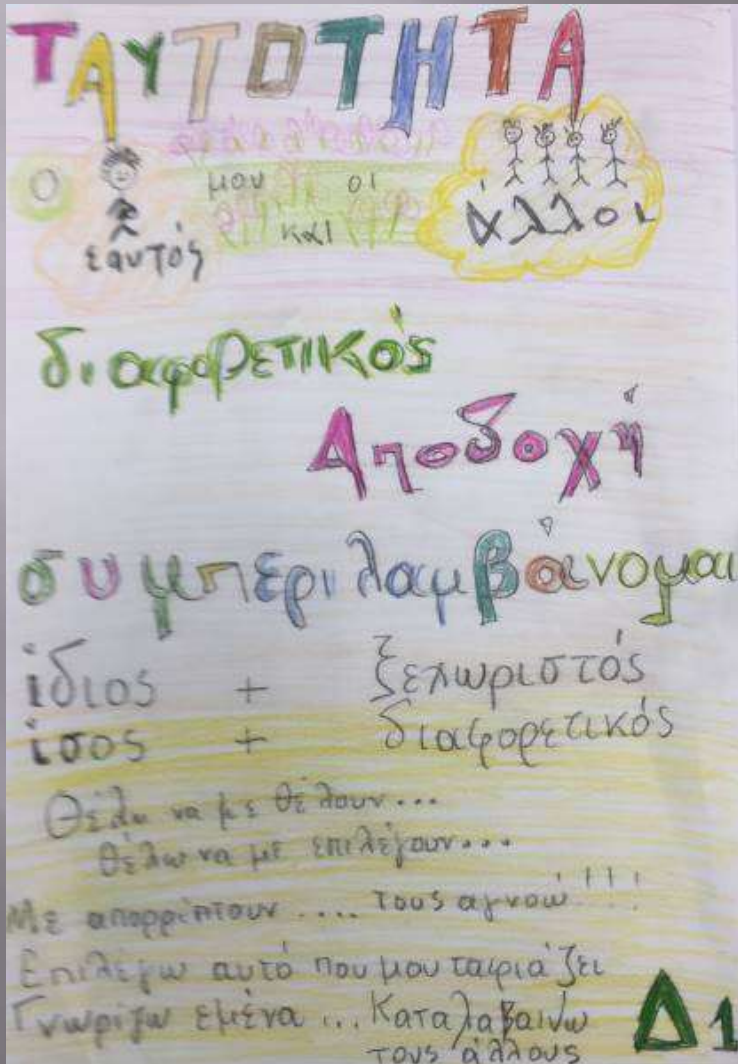 ΤΑΥΤΟΤΗΤΑ
Ο εαυτός μου και οι άλλοι
διαφορετικός
Αποδοχή
συμπεριλαμβάνομαι
ίδιος + ξεχωριστός
ίσος + διαφορετικός
Θέλω να με θέλουν...
θέλω να με επιλέγουν...
Με απορρίπτουν.... τους αγνοώ!!!
Επιλέγω αυτό που μου ταιριάζει
Γνωρίζω εμένα... Καταλαβαίνω
τους άλλους
Δ1